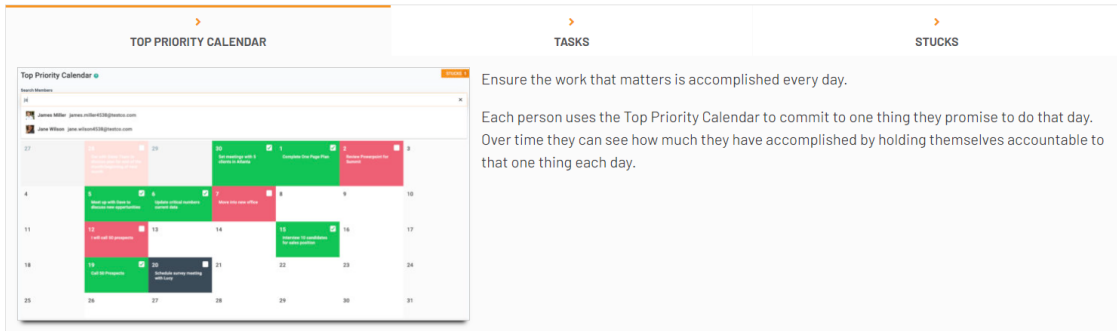 TOP PRIORITY CALENDAR
TASKS
STUCKS
Top Priority Calendar
Search Members
James Miller james.miller4538@testco.com
Jane Wilson jane.wilson4538@testco.com
27 29 30 1 2 3
Set meetings with 5 clients in Atlanta
Complete One Page Plan
Review Powerpoint for Summit
4 5 6 7 8 9 10
Meet up with Dave to discuss new opportunities
Update critical numbers current data
Move into new office
11 12 13 14 15 16 17
I will call 50 prospects
Interview 10 candidates for sales position
18 19 20 21 22 23 24
Call 50 Prospects
Schedule survey meeting with Lucy
25 26 27 28 29 30 31
Ensure the work that matters is accomplished every day.
Each person uses the Top Priority Calendar to commit to one thing they promise to do that day.
Over time they can see how much they have accomplished by holding themselves accountable to
that one thing each day.